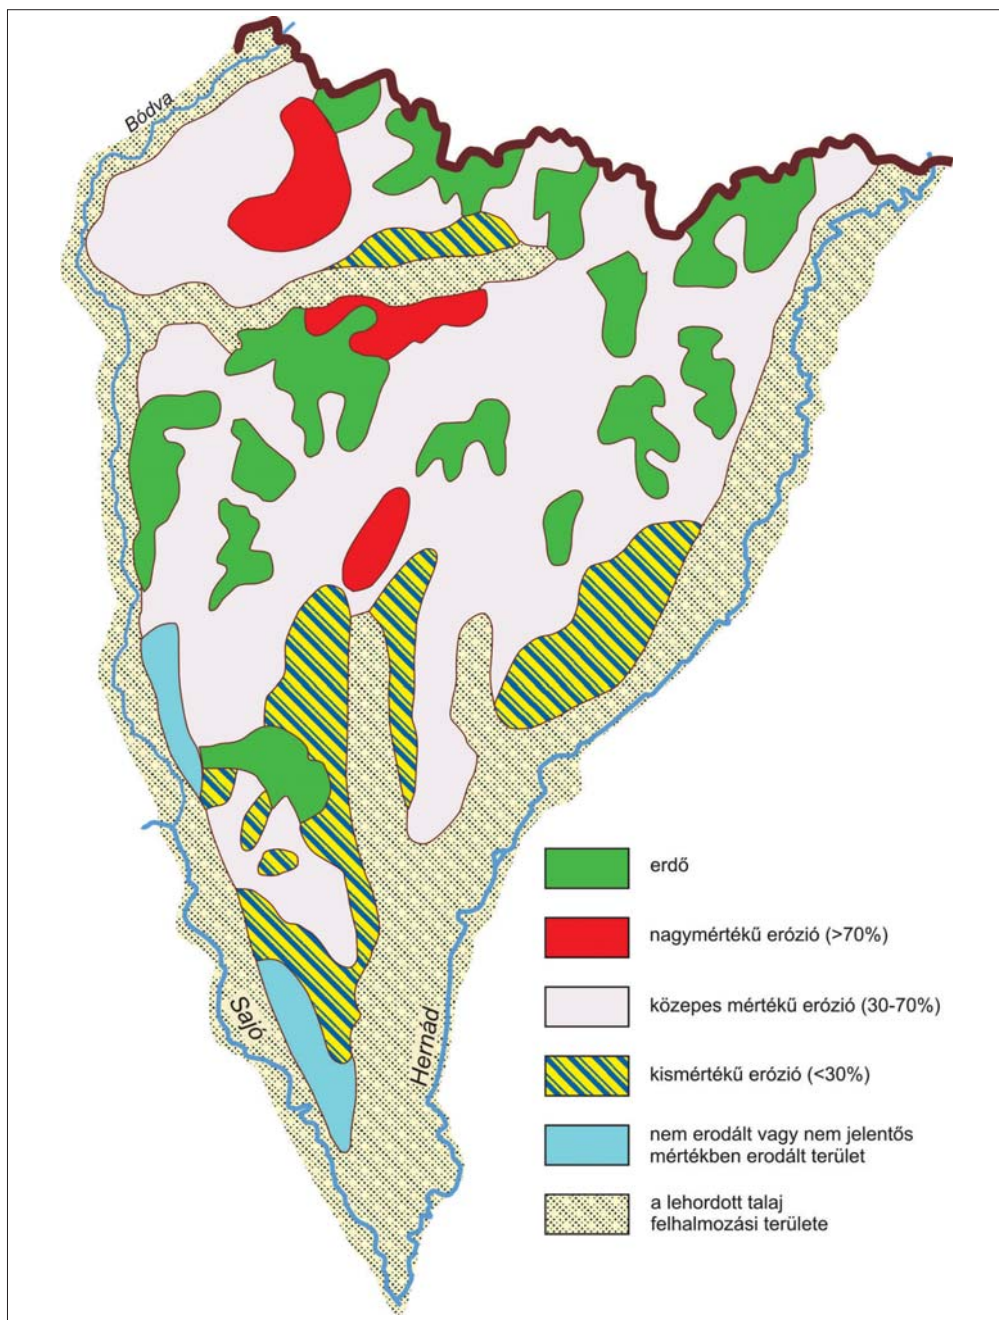 Bódva
erdő
nagymértékű erózió (>70%)
közepes mértékű erózió (30-70%)
kismértékű erózió (<30%)
nem erodált vagy nem jelentős
mértékben erodált terület
a lehordott talaj
felhalmozási területe
Sajó
Hernád